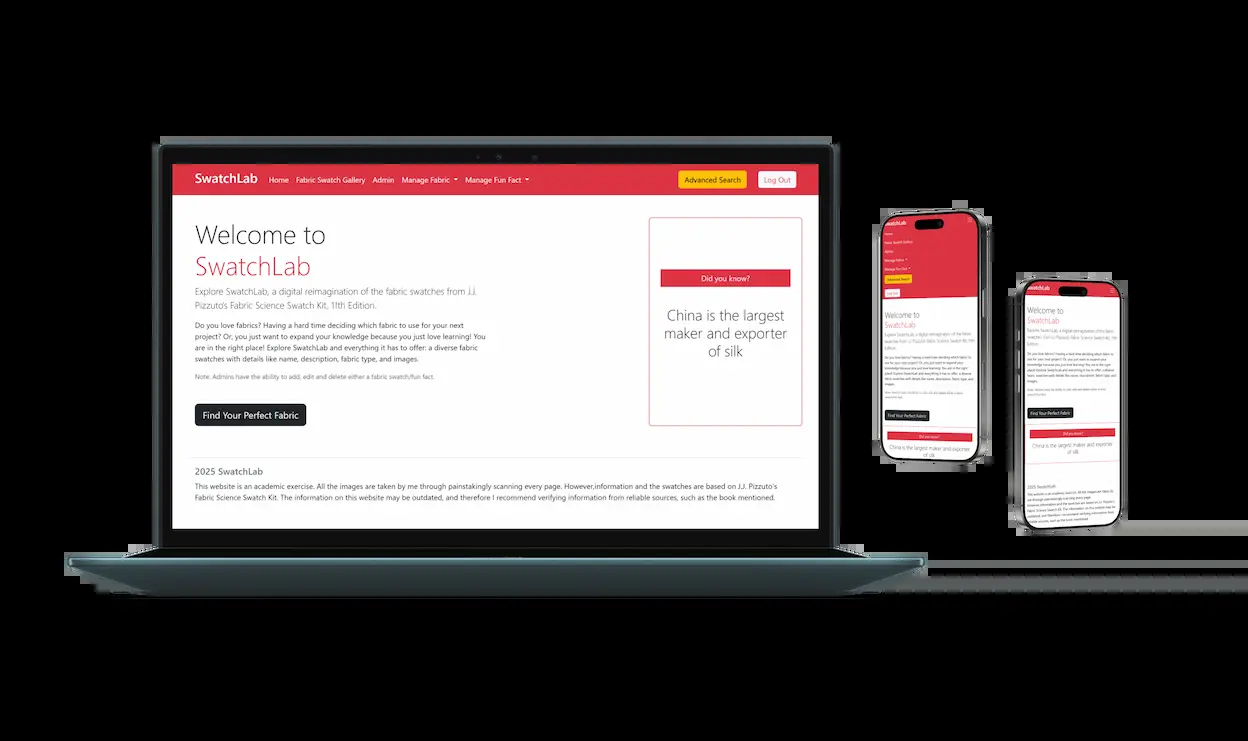 SwatchLab Home Fabric Swatch Gallery Admin Manage Fabric Manage Fun Fact Advanced Search Log Out
Welcome to
SwatchLab
Explore SwatchLab, a digital reimagination of the fabric swatches from J.J.
Pizzuto's Fabric Science Swatch Kit, 11th Edition.
Do you love fabrics? Having a hard time deciding which fabric to use for your next
project? Or, you just want to expand your knowledge because you just love learning! You
are in the right place! Explore SwatchLab and everything it has to offer: a diverse fabric
swatches with details like name, description, fabric type, and images.
Note: Admins have the ability to add, edit and delete either a fabric swatch/fun fact.
Find Your Perfect Fabric
Did you know?
China is the largest
maker and exporter
of silk
2025 SwatchLab
This website is an academic exercise. All the images are taken by me through painstakingly scanning every page. However,information and the swatches are based on J.J. Pizzuto's
Fabric Science Swatch Kit. The information on this website may be outdated, and therefore I recommend verifying information from reliable sources, such as the book mentioned.
Manage Fabric
Manage Fun Fact
Advanced Search
Log Out
Welcome to
SwatchLab
Find Your Perfect Fabric
Did you know?
China is the largest maker and exporter
of silk
SwatchLab
Welcome to
SwatchLab
Find Your Perfect Fabric
Did you know?
China is the largest maker and exporter
of silk
2025 SwatchLab